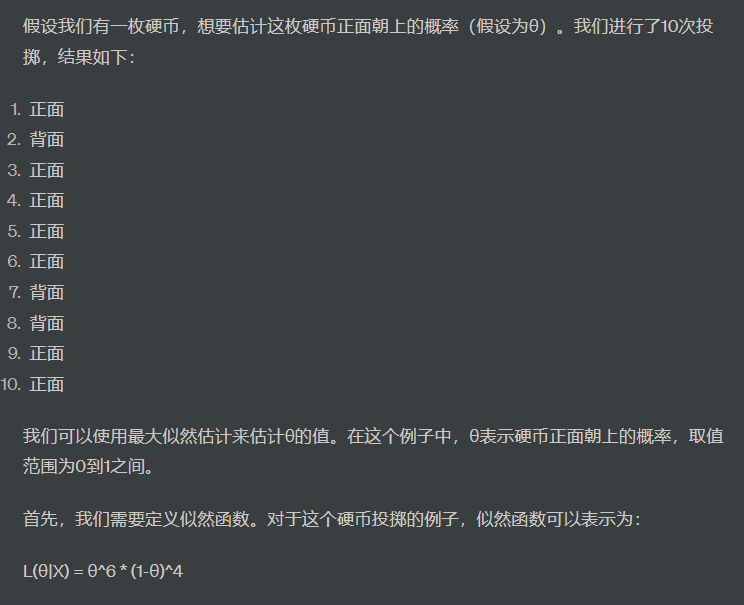 假设我们有一枚硬币，想要估计这枚硬币正面朝上的概率（假设为θ）。我们进行了10次投
掷，结果如下：
1. 正面
2. 背面
3. 正面
4. 正面
5. 正面
6. 正面
7. 背面
8. 背面
9. 正面
10. 正面
我们可以使用最大似然估计来估计θ的值。在这个例子中，θ表示硬币正面朝上的概率，取值
范围为0到1之间。
首先，我们需要定义似然函数。对于这个硬币投掷的例子，似然函数可以表示为：
L(θ|X) = θ^6 * (1-θ)^4